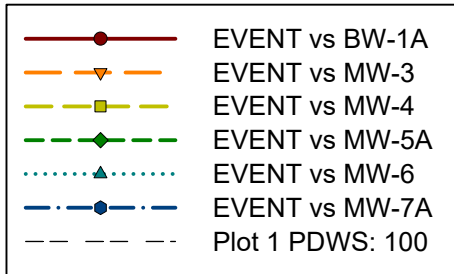 EVENT vs BW-1A
EVENT vs MW-3
EVENT vs MW-4
EVENT vs MW-5A
EVENT vs MW-6
EVENT vs MW-7A
Plot 1 PDWS: 100